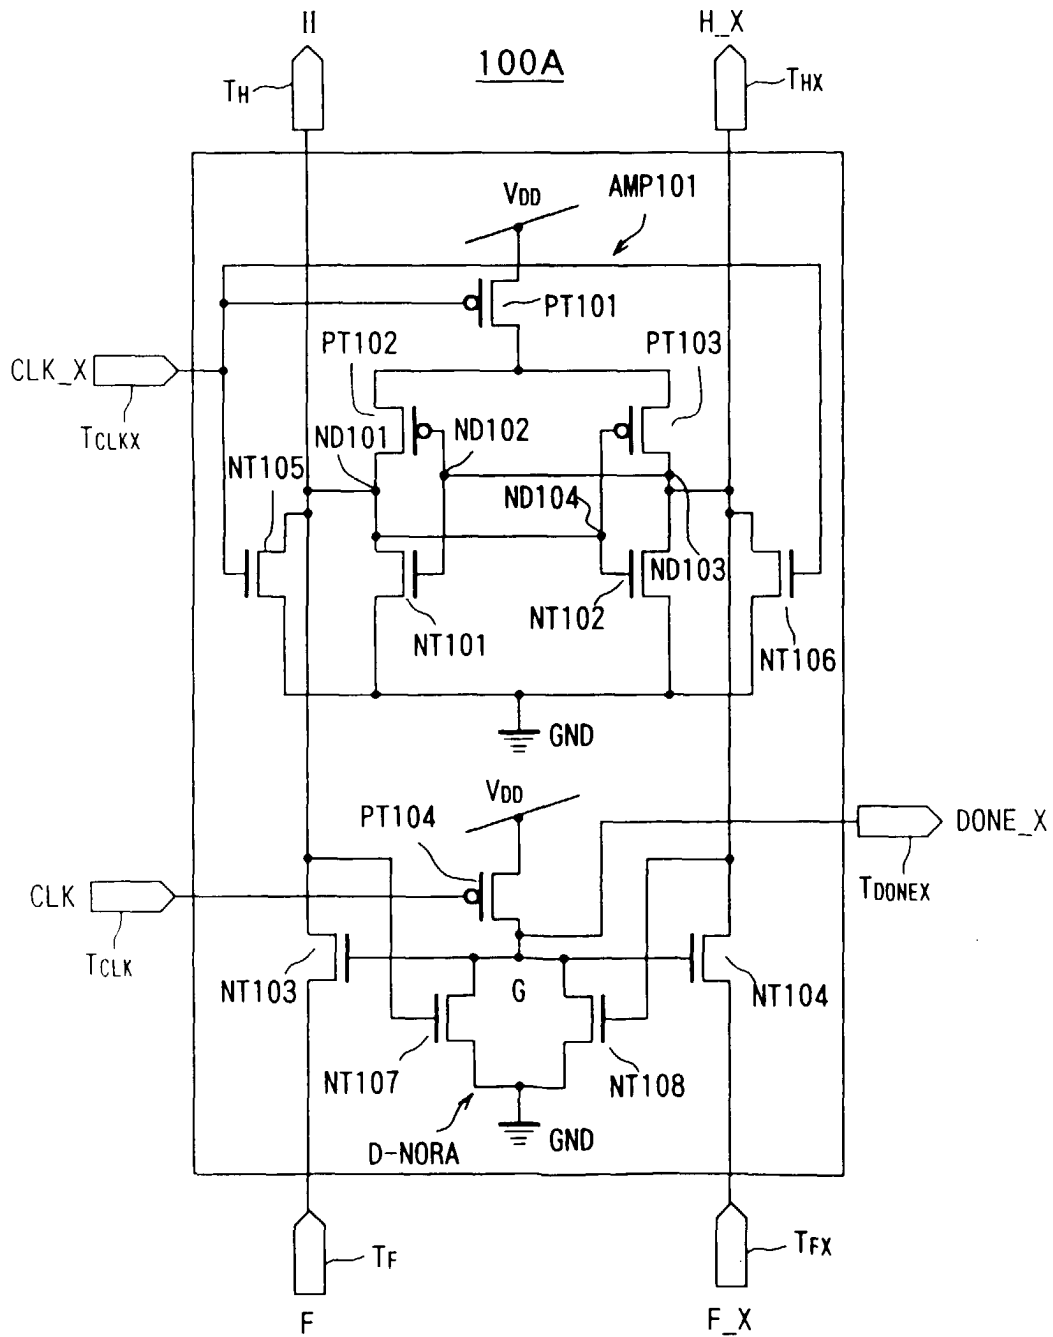 H
H_X
100A
TH
THX
AMP101
VDD
PT101
PT102
PT103
CLK_X
TCLKX
ND101
ND102
NT105
ND104
ND103
NT102
NT101
NT106
GND
VDD
PT104
DONE_X
CLK
TDONEX
TCLK
NT103
G
NT104
NT107
NT108
GND
D-NORA
TF
TFX
F
F_X